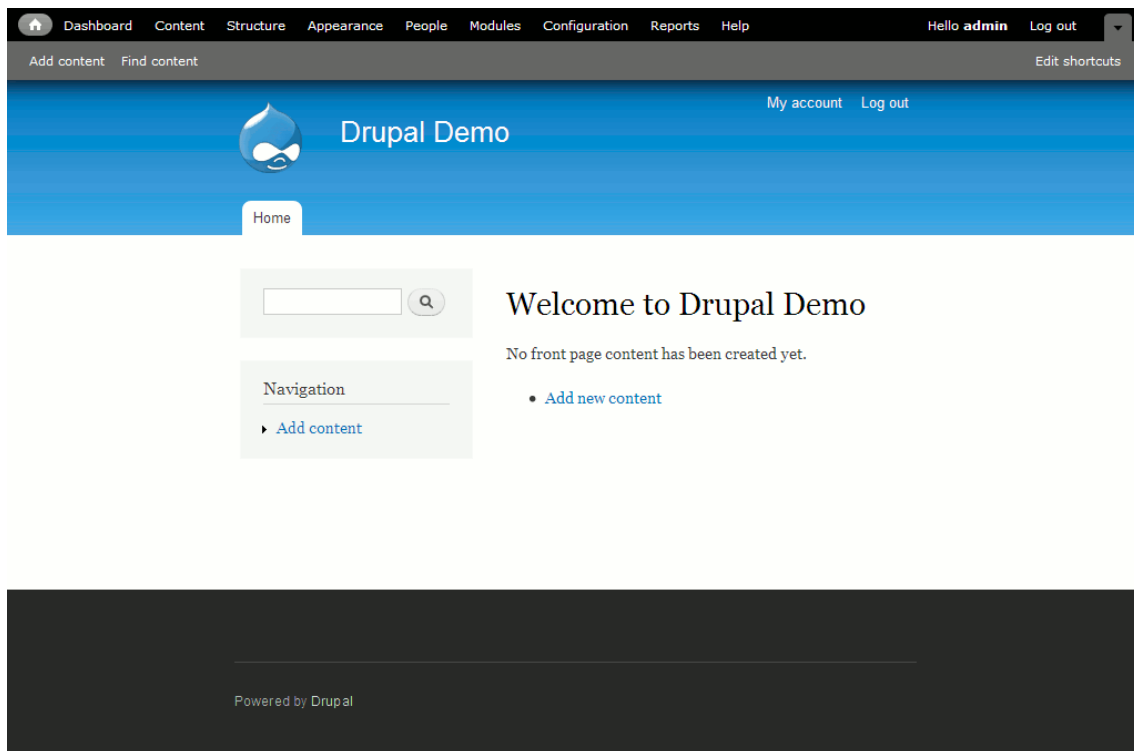 Dashboard Content Structure Appearance People Modules Configuration Reports Help Hello admin Log out
Add content Find content Edit shortcuts
My account Log out
Drupal Demo
Home
Welcome to Drupal Demo
No front page content has been created yet.
Navigation
Add new content
Add content
Powered by Drupal